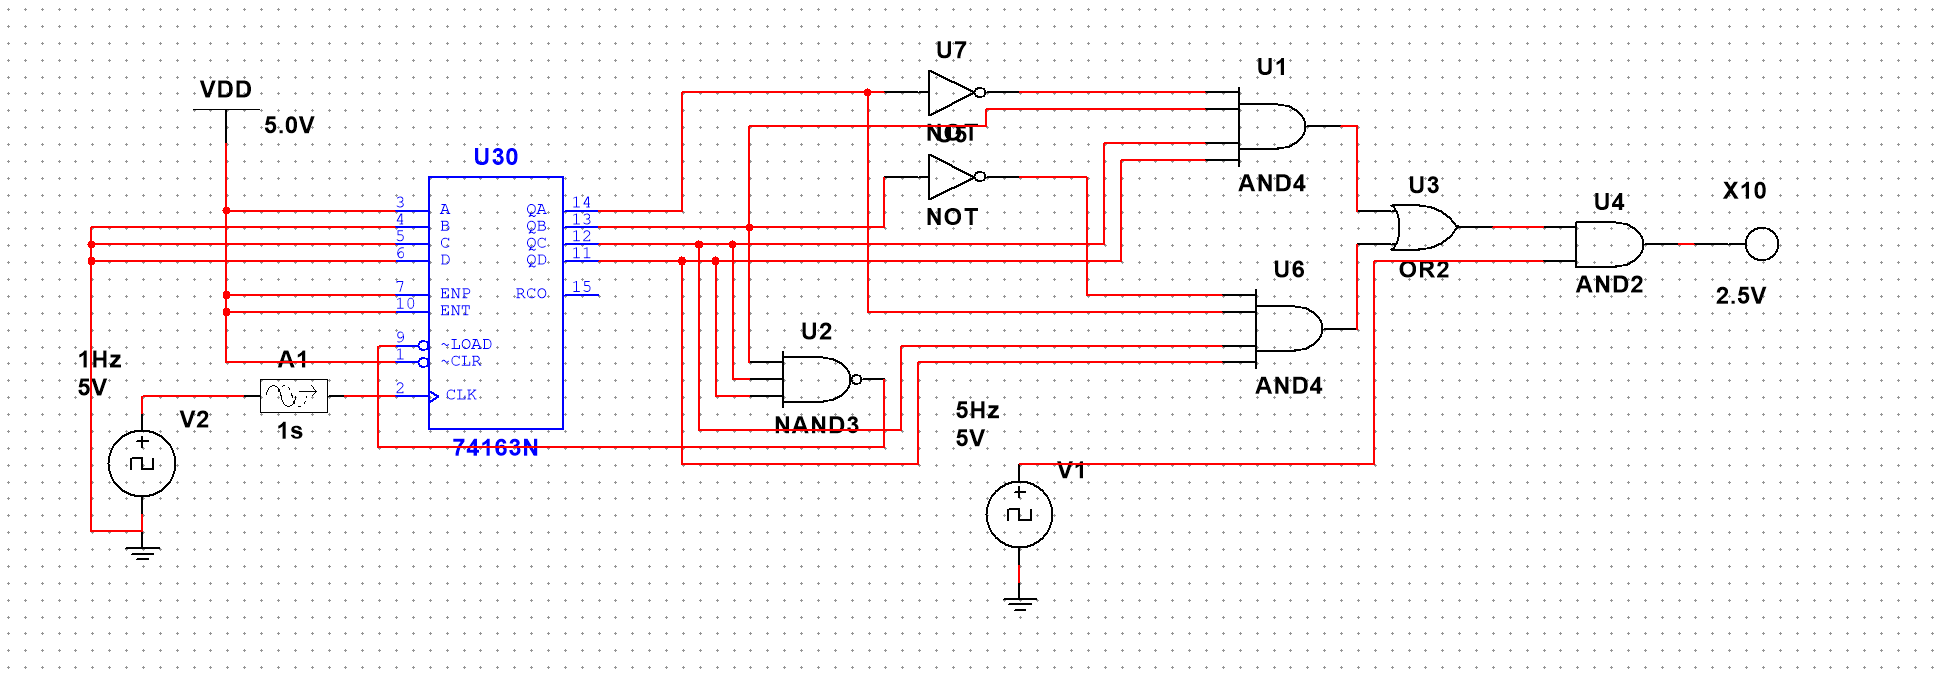 VDD
5.0V
U30
3
4
5
6
7
10
9
1
2
A
B
C
D
ENP
ENT
~LOAD
~CLR
CLK
QA
QB
QC
QD
RCO
14
13
12
11
15
74163N
1Hz
5V
V2
A1
1s
U7
NOT
U5
NOT
U1
AND4
U2
NAND3
U6
AND4
U3
OR2
U4
AND2
X10
2.5V
5Hz
5V
V1